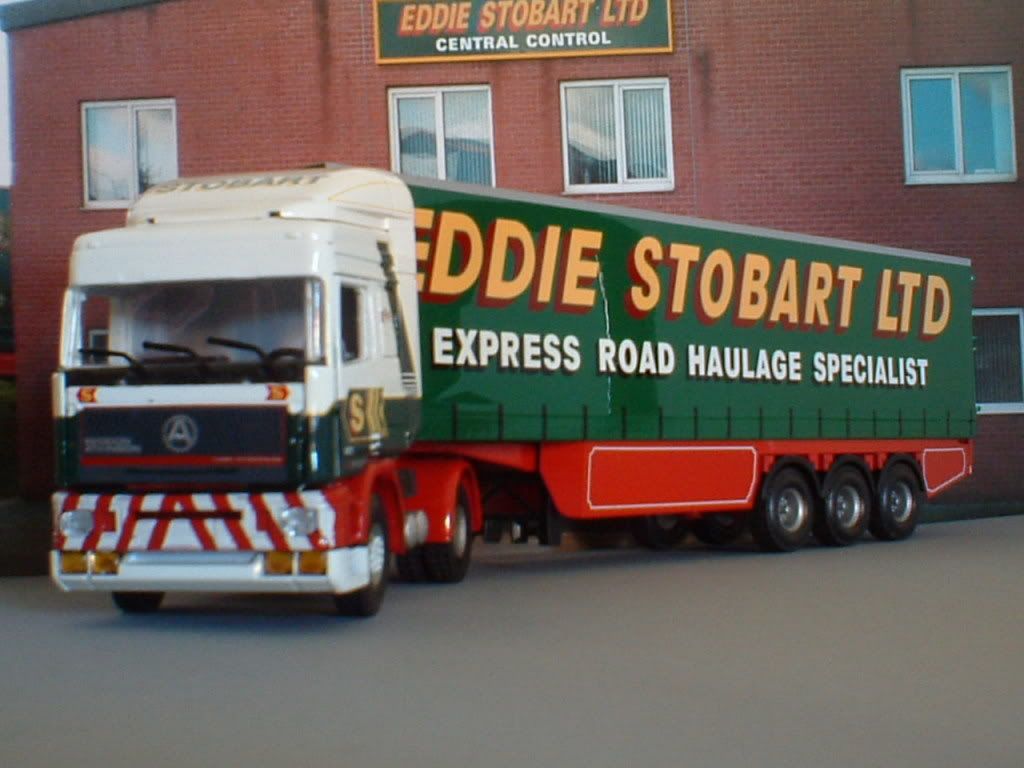 EDDIE STOBART LTD
CENTRAL CONTROL
STOBART
EDDIE STOBART LTD
EXPRESS ROAD HAULAGE SPECIALIST
S
S
A
S